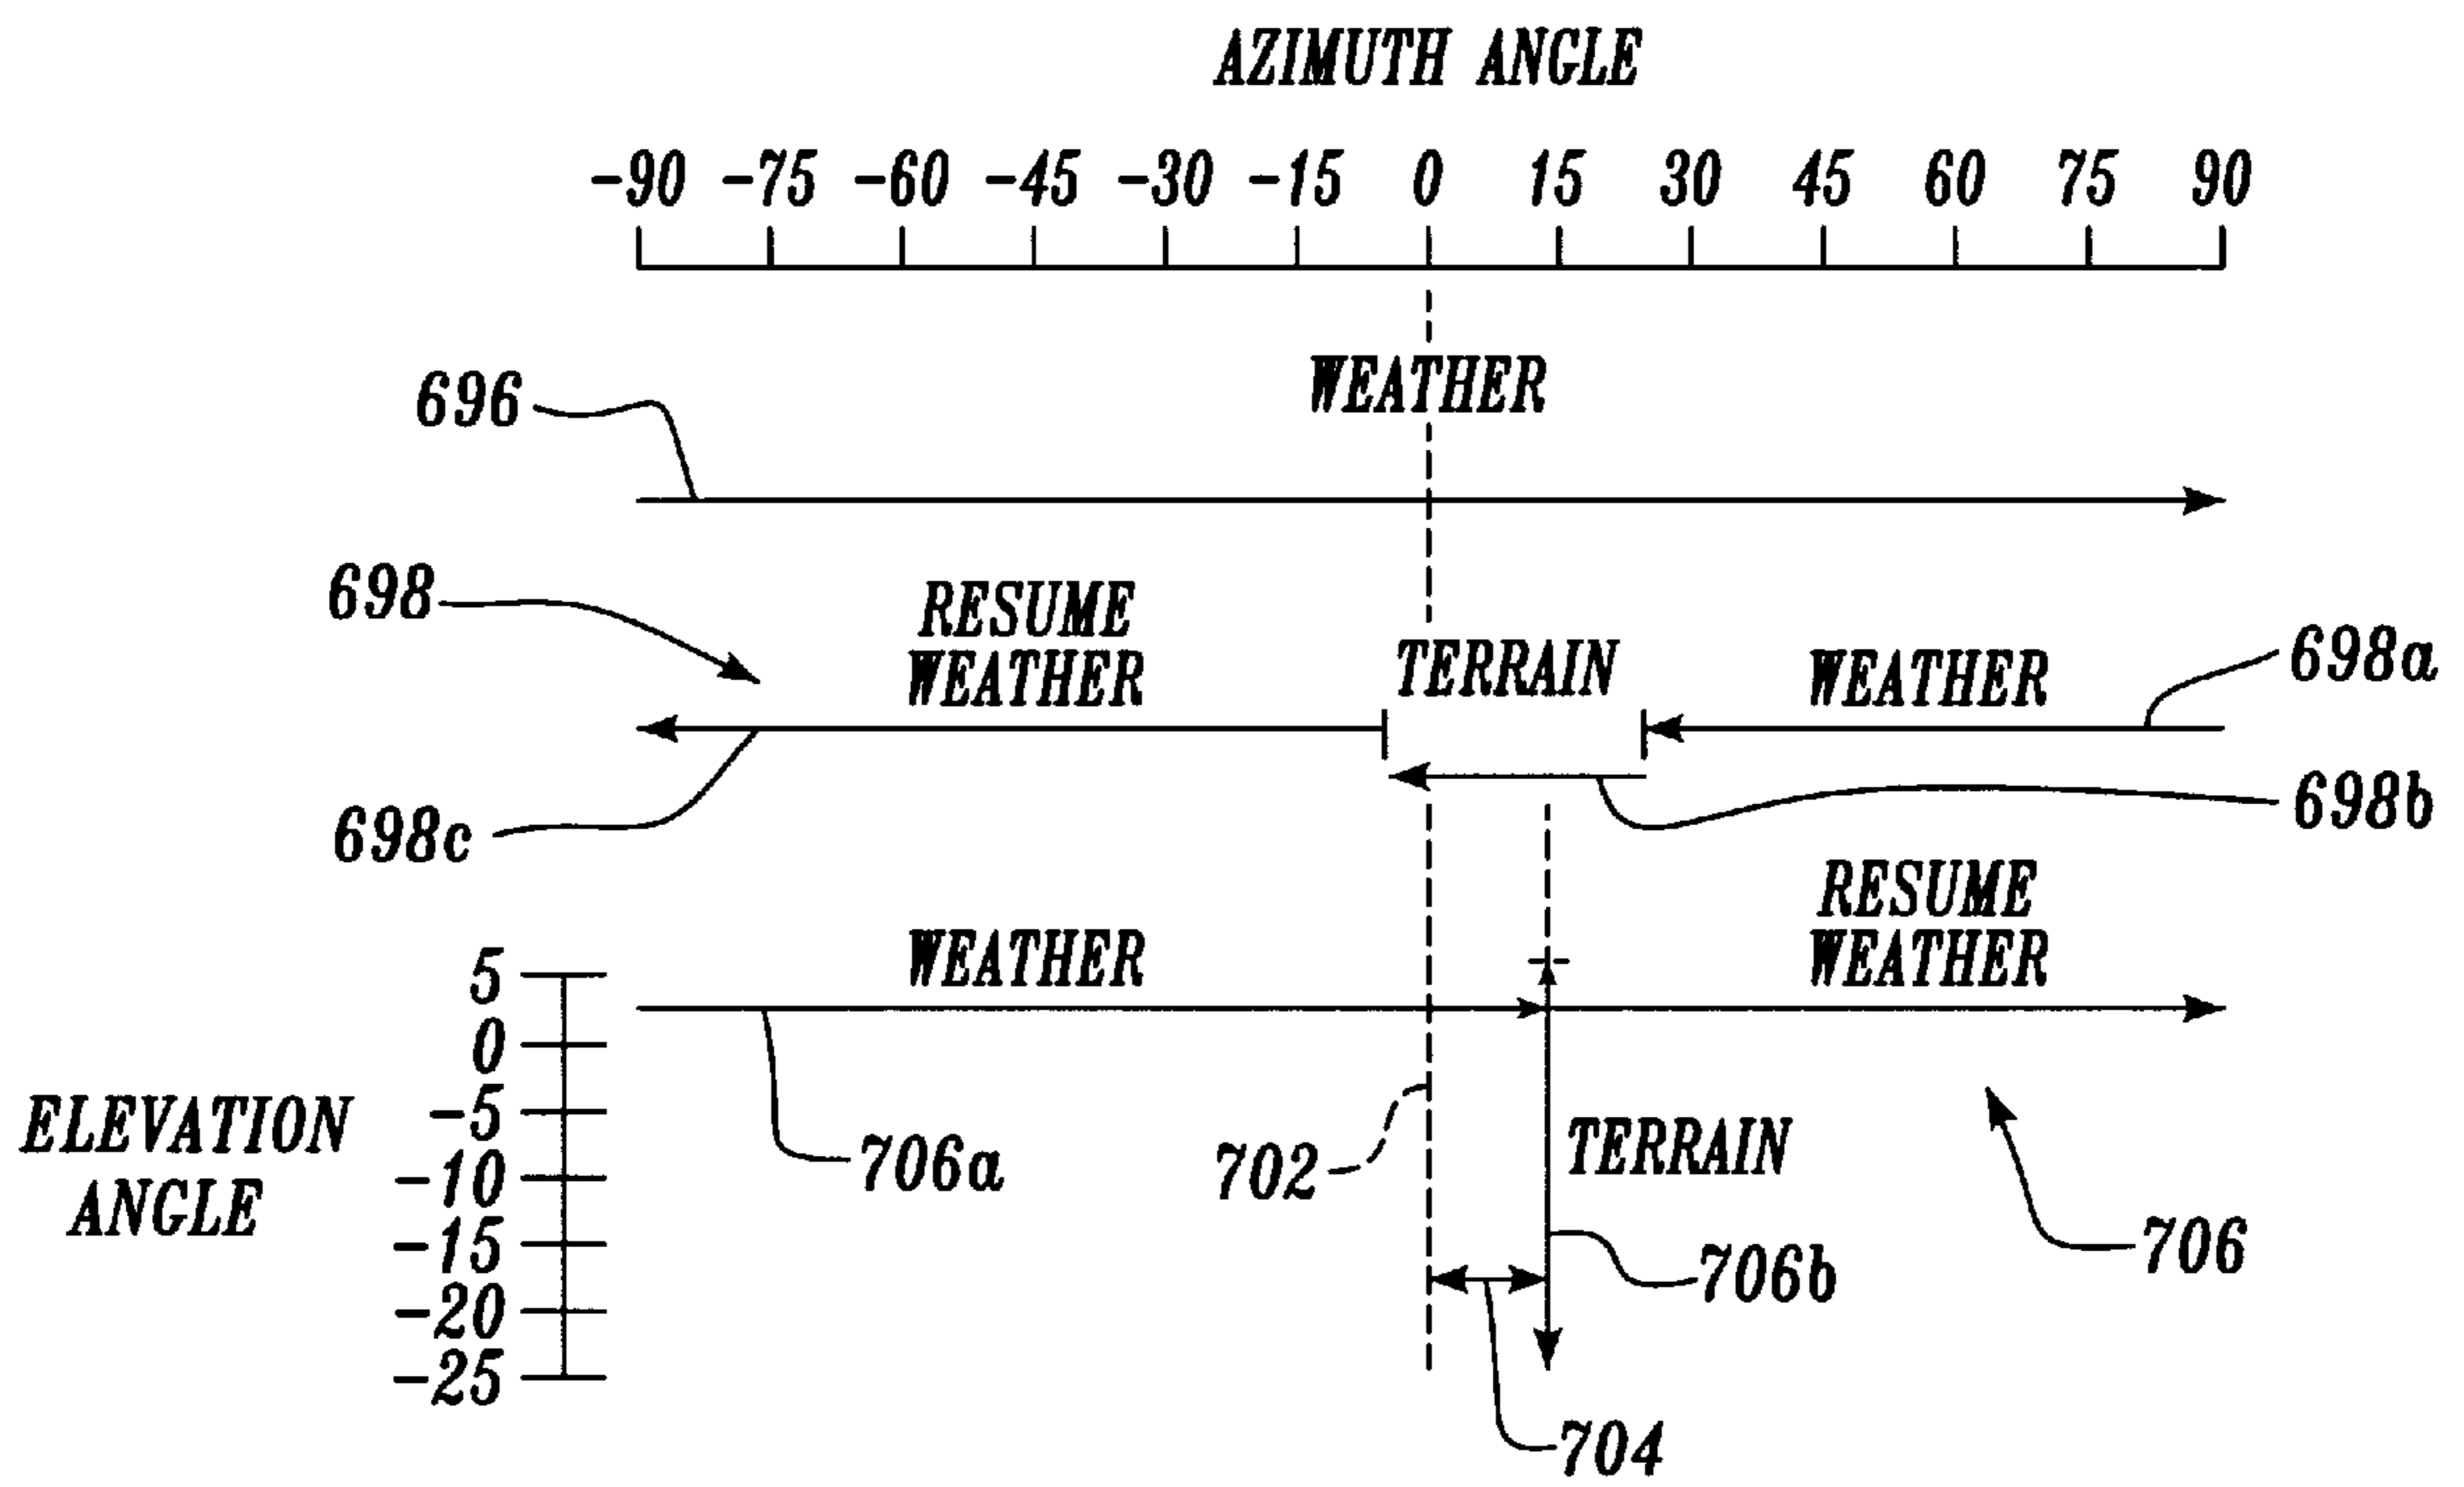 AZIMUTH ANGLE
-90 -75 -60 -45 -30 -15 0 15 30 45 60 75 90
WEATHER
696
698
RESUME
WEATHER
TERRAIN
WEATHER
698a
698c
698b
RESUME
WEATHER
WEATHER
5
0
-5
-10
-15
-20
-25
ELEVATION
ANGLE
706a
702
TERRAIN
706b
706
704